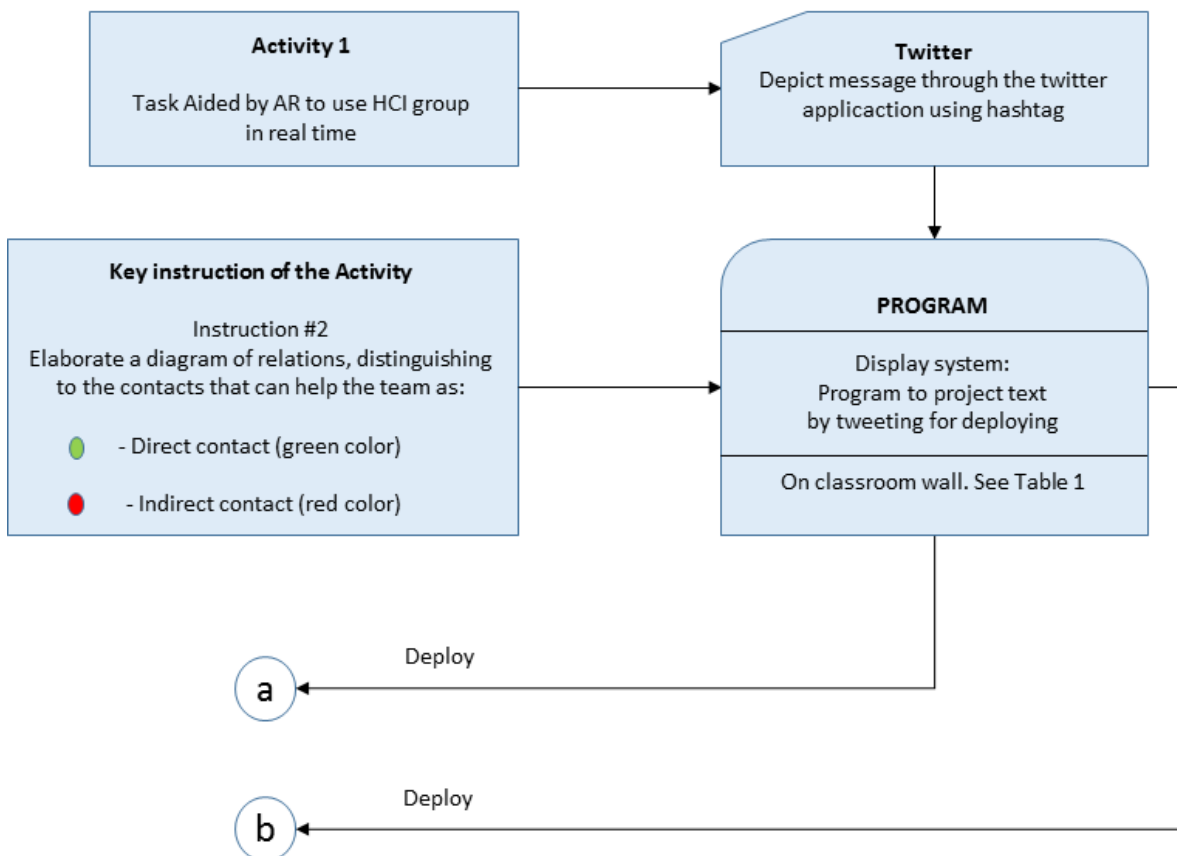 Activity 1
Task Aided by AR to use HCI group
in real time
Twitter
Depict message through the twitter
applicaction using hashtag
Key instruction of the Activity
Instruction #2
Elaborate a diagram of relations, distinguishing
to the contacts that can help the team as:
- Direct contact (green color)
- Indirect contact (red color)
PROGRAM
Display system:
Program to project text
by tweeting for deploying
On classroom wall. See Table 1
Deploy
a
Deploy
b